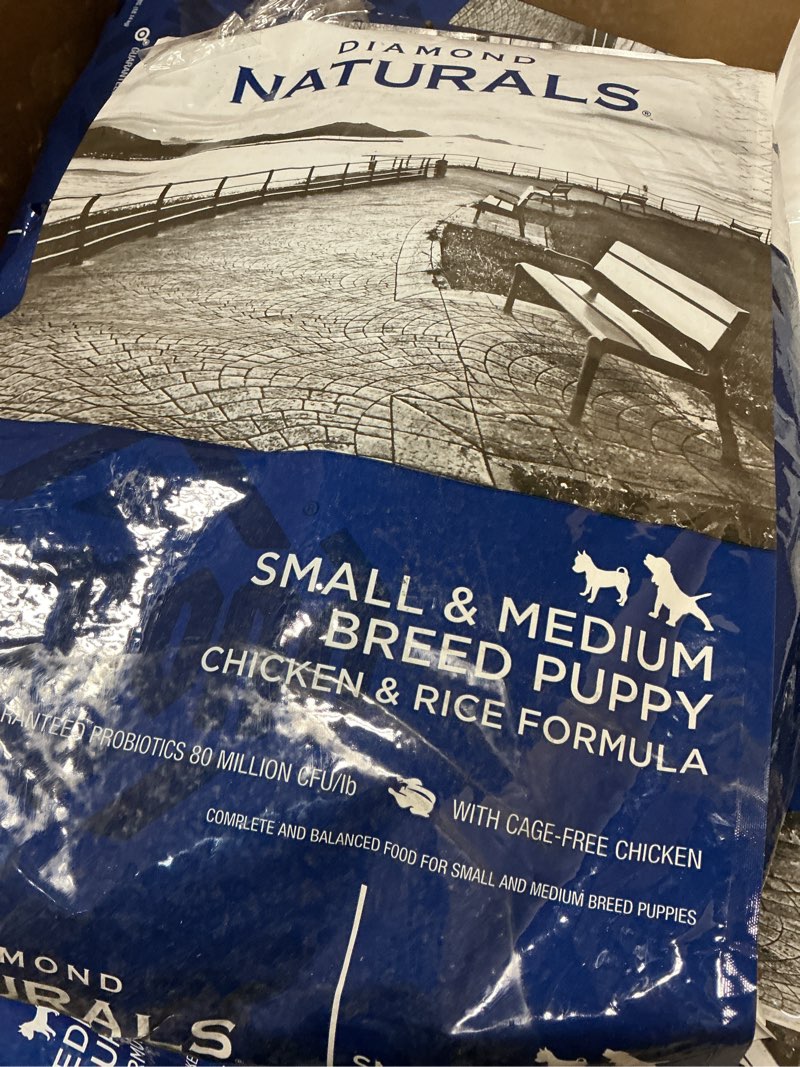 DIAMOND
NATURALS®
SMALL & MEDIUM
BREED PUPPY
CHICKEN & RICE FORMULA
PROBIOTICS 80 MILLION CFU/lb
WITH CAGE-FREE CHICKEN
COMPLETE AND BALANCED FOOD FOR SMALL AND MEDIUM BREED PUPPIES
MOND
URALS